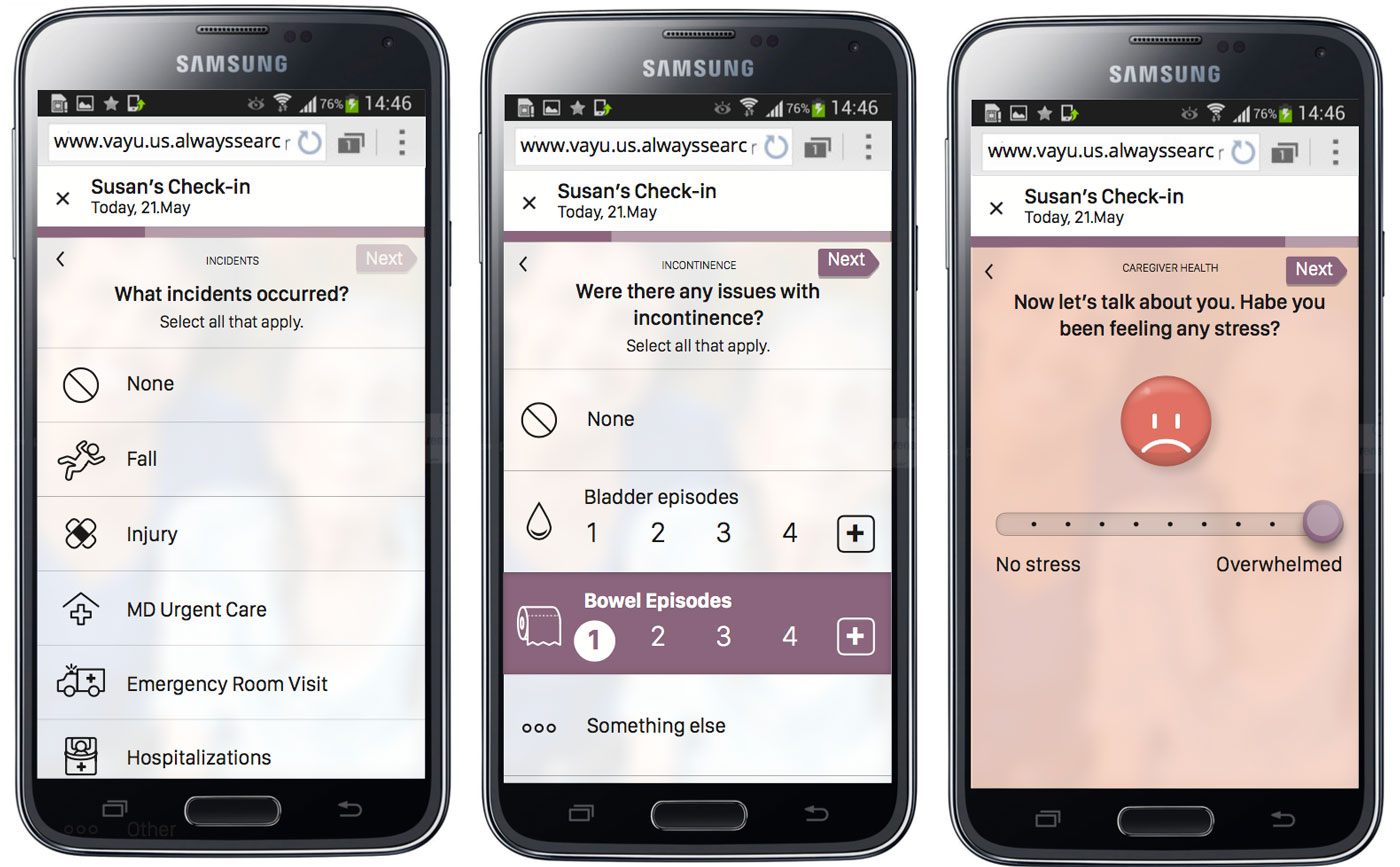 SAMSUNG
76% 14:46
www.vayu.us.alwayssearc r
1
Susan's Check-in
Today, 21.May
INCIDENTS
Next
What incidents occurred?
Select all that apply.
None
Fall
Injury
MD Urgent Care
Emergency Room Visit
Hospitalizations
Other
SAMSUNG
76% 14:46
www.vayu.us.alwayssearc r
1
Susan's Check-in
Today, 21.May
INCONTINENCE
Next
Were there any issues with
incontinence?
Select all that apply.
None
Bladder episodes
1 2 3 4 +
Bowel Episodes
1 2 3 4 +
Something else
SAMSUNG
76% 14:46
www.vayu.us.alwayssearc r
1
Susan's Check-in
Today, 21.May
CAREGIVER HEALTH
Next
Now let's talk about you. Habe you
been feeling any stress?
No stress Overwhelmed